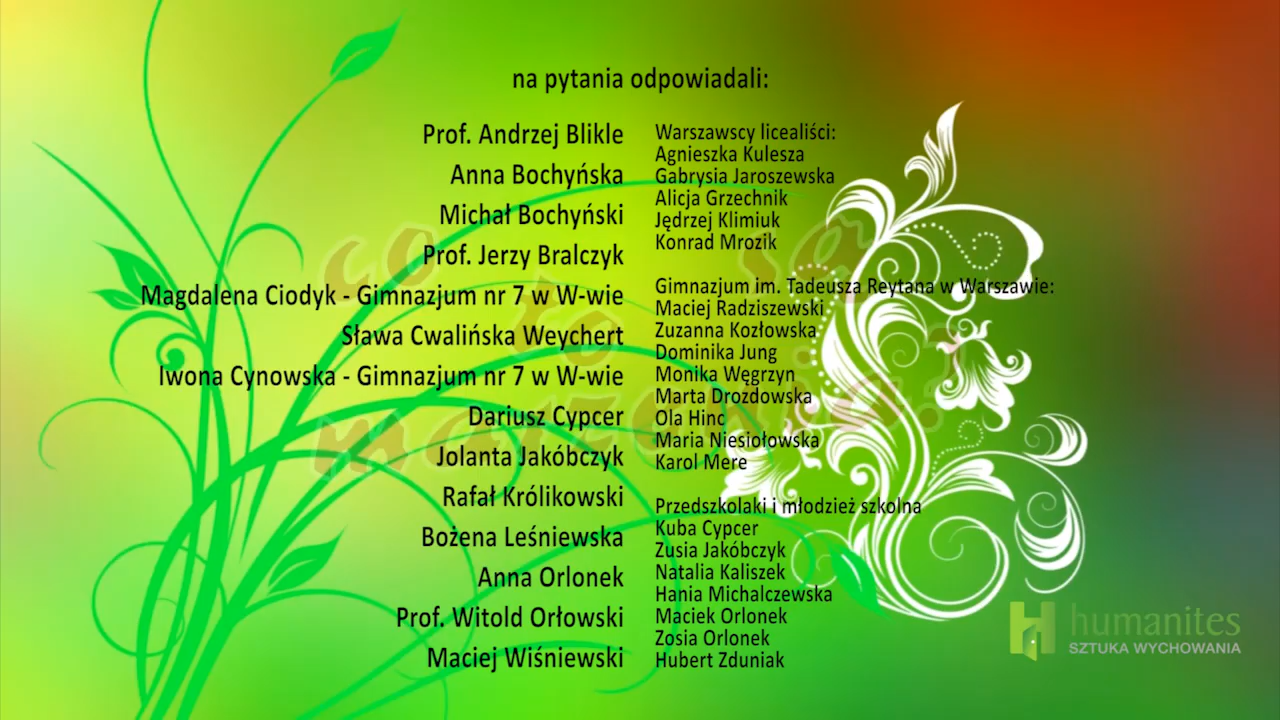 na pytania odpowiadali:
Prof. Andrzej Blikle
Anna Bochyńska
Michał Bochyński
Prof. Jerzy Bralczyk
Magdalena Ciodyk - Gimnazjum nr 7 w W-wie
Sława Cwalińska Weychert
Iwona Cynowska - Gimnazjum nr 7 w W-wie
Dariusz Cypcer
Jolanta Jakóbczyk
Rafał Królikowski
Bożena Leśniewska
Anna Orlonek
Prof. Witold Orłowski
Maciej Wiśniewski
Warszawscy licealiści:
Agnieszka Kulesza
Gabrysia Jaroszewska
Alicja Grzechnik
Jędrzej Klimiuk
Konrad Mrozik
Gimnazjum im. Tadeusza Reytana w Warszawie:
Maciej Radziszewski
Zuzanna Kozłowska
Dominika Jung
Monika Węgrzyn
Marta Drozdowska
Ola Hinc
Maria Niesiołowska
Karol Mere
Przedszkolaki i młodzież szkolna
Kuba Cypcer
Zusia Jakóbczyk
Natalia Kaliszek
Hania Michalczewska
Maciek Orlonek
Zosia Orlonek
Hubert Zduniak
co są
to
marzenia?
humanites
SZTUKA WYCHOWANIA